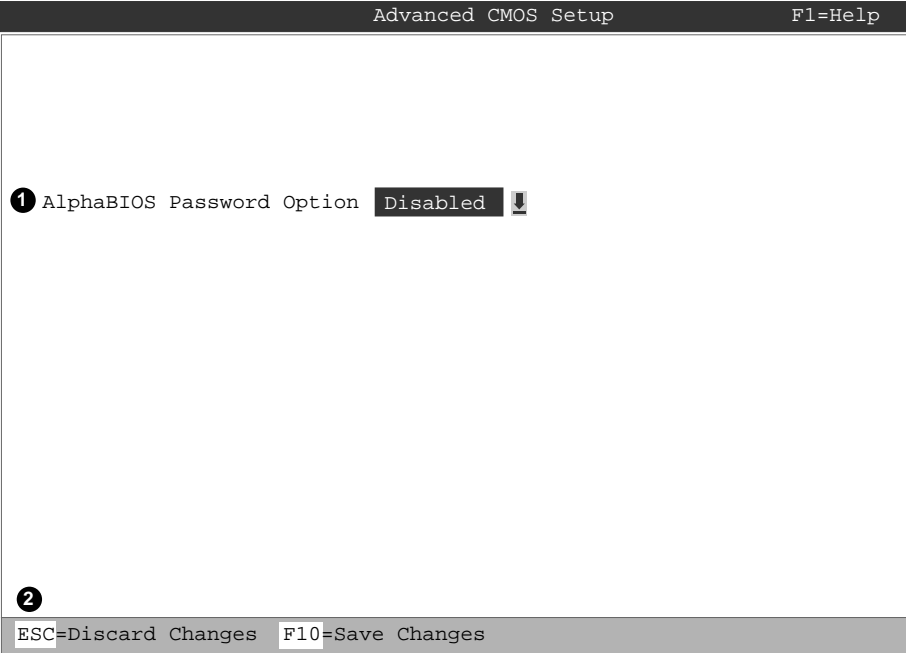 Advanced CMOS Setup F1=Help
1 AlphaBIOS Password Option Disabled
2
ESC=Discard Changes F10=Save Changes